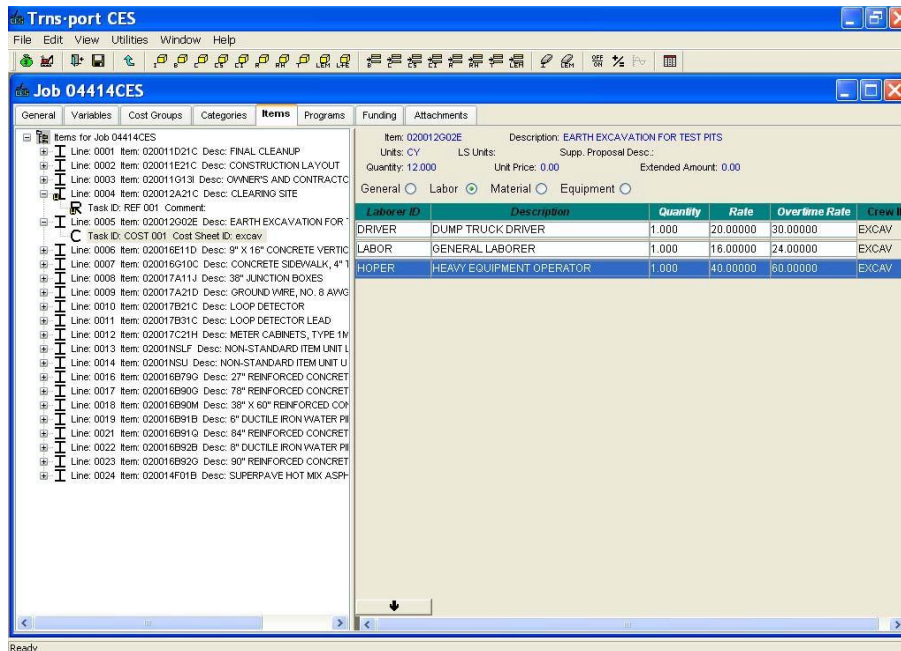 Trns·port CES
File Edit View Utilities Window Help
Job 04414CES
General Variables Cost Groups Categories Items Programs Funding Attachments
Items for Job 04414CES
Line: 0001 Item: 020011D21C Desc: FINAL CLEANUP
Line: 0002 Item: 020011E21C Desc: CONSTRUCTION LAYOUT
Line: 0003 Item: 020011G13I Desc: OWNER'S AND CONTRACTC
Line: 0004 Item: 020012A21C Desc: CLEARING SITE
Task ID: REF 001 Comment:
Line: 0005 Item: 020012G02E Desc: EARTH EXCAVATION FOR
Task ID: COST 001 Cost Sheet ID: excav
Line: 0006 Item: 020016E11D Desc: 9" X 16" CONCRETE VERTIC
Line: 0007 Item: 020016G10C Desc: CONCRETE SIDEWALK, 4"
Line: 0008 Item: 020017A11J Desc: 38" JUNCTION BOXES
Line: 0009 Item: 020017A21D Desc: GROUND WIRE, NO. 8 AWG
Line: 0010 Item: 020017B21C Desc: LOOP DETECTOR
Line: 0011 Item: 020017B31C Desc: LOOP DETECTOR LEAD
Line: 0012 Item: 020017C21H Desc: METER CABINETS, TYPE 1M
Line: 0013 Item: 02001NSLF Desc: NON-STANDARD ITEM UNIT L
Line: 0014 Item: 02001NSU Desc: NON-STANDARD ITEM UNIT U
Line: 0016 Item: 020016B79G Desc: 27" REINFORCED CONCRET
Line: 0017 Item: 020016B90G Desc: 78" REINFORCED CONCRET
Line: 0018 Item: 020016B90M Desc: 38" X 60" REINFORCED CON
Line: 0019 Item: 020016B91B Desc: 6" DUCTILE IRON WATER PI
Line: 0021 Item: 020016B91Q Desc: 84" REINFORCED CONCRET
Line: 0022 Item: 020016B92B Desc: 8" DUCTILE IRON WATER PI
Line: 0023 Item: 020016B92G Desc: 90" REINFORCED CONCRET
Line: 0024 Item: 020014F01B Desc: SUPERPAVE HOT MIX ASPH
Item: 020012G02E Description: EARTH EXCAVATION FOR TEST PITS
Units: CY LS Units: Supp. Proposal Desc.:
Quantity: 12.000 Unit Price: 0.00 Extended Amount: 0.00
General Labor Material Equipment
Laborer ID Description Quantity Rate Overtime Rate Crew I
DRIVER DUMP TRUCK DRIVER 1.000 20.00000 30.00000 EXCAV
LABOR GENERAL LABORER 1.000 16.00000 24.00000 EXCAV
HOPER HEAVY EQUIPMENT OPERATOR 1.000 40.00000 60.00000 EXCAV
Ready